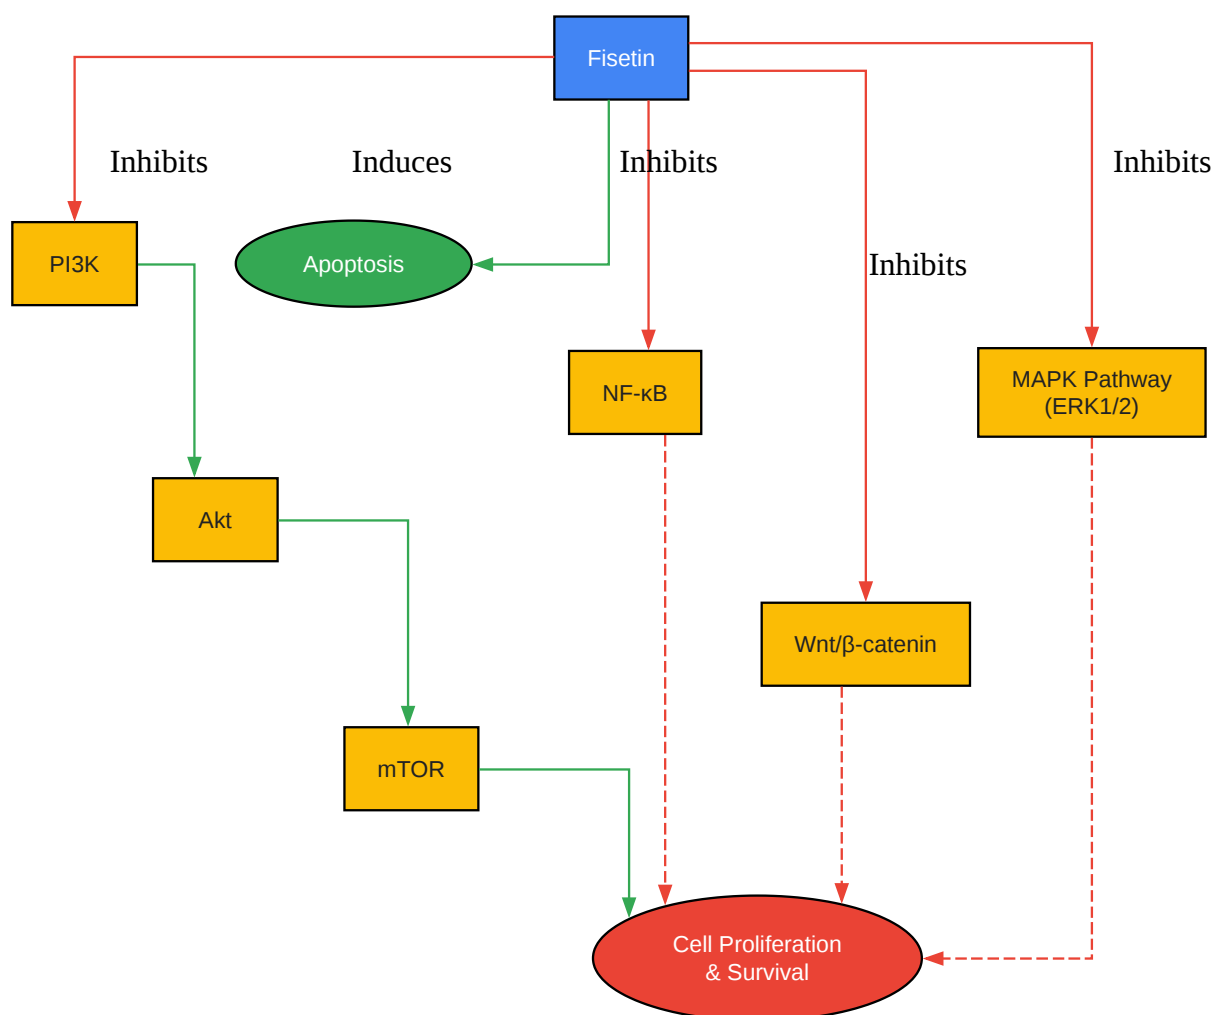 Fisetin
Inhibits
Induces
Inhibits
Inhibits
PI3K
Apoptosis
Inhibits
NF-κB
MAPK Pathway
(ERK1/2)
Akt
Wnt/β-catenin
mTOR
Cell Proliferation
& Survival